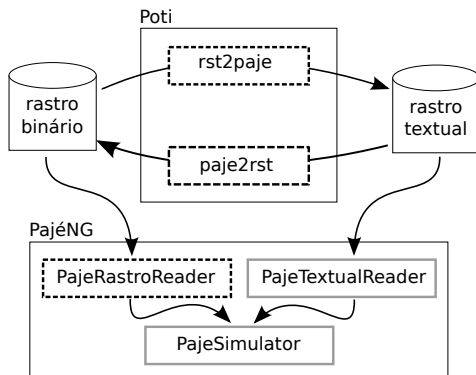 Poti
rst2paje
rastro
binário
rastro
textual
paje2rst
PajéNG
PajeRastroReader
PajeTextualReader
PajeSimulator